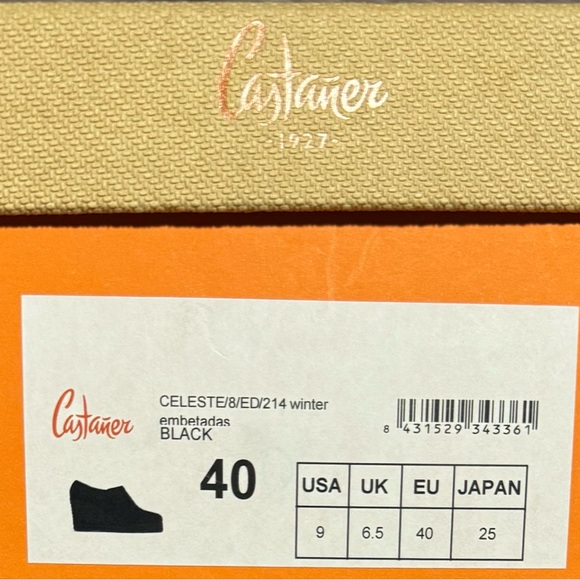 Castañer
-1927-
Castañer
CELESTE/8/ED/214 winter
embetadas
BLACK
40
8 431529 343361
USA UK EU JAPAN
9 6.5 40 25